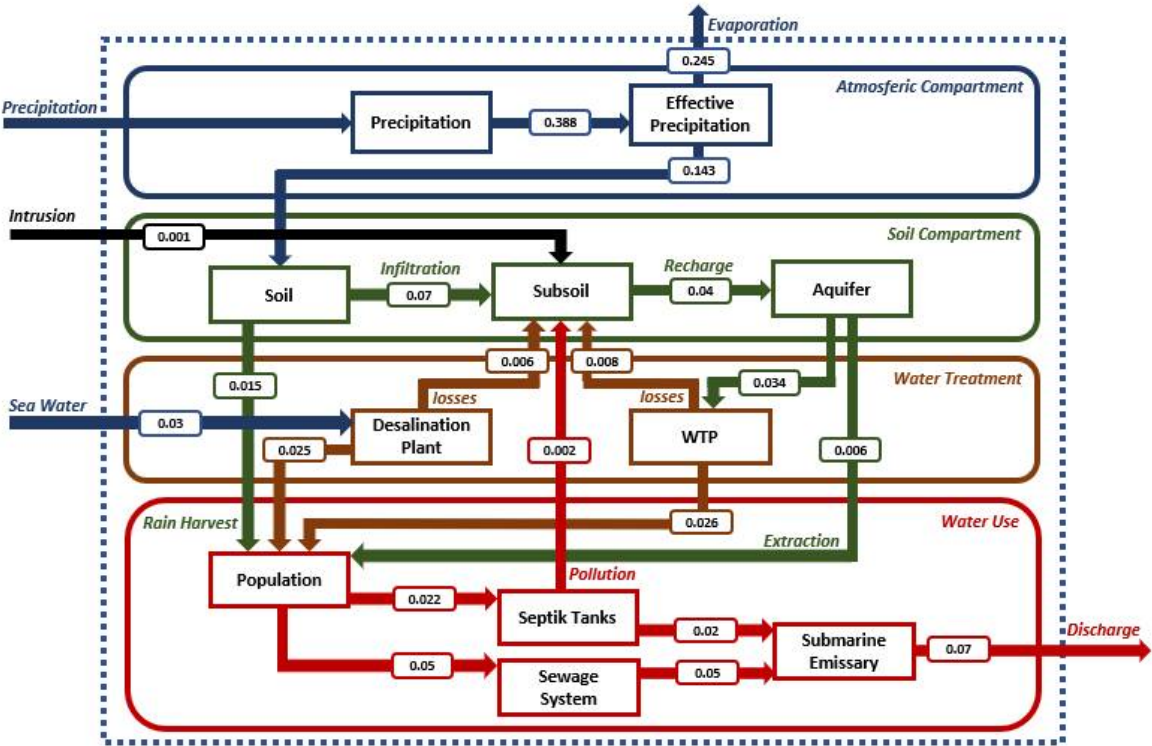 Evaporation
0.245
Atmosferic Compartment
Precipitation
Precipitation
0.388
Effective
Precipitation
0.143
Intrusion
0.001
Soil Compartment
Soil
Infiltration
0.07
Subsoil
Recharge
0.04
Aquifer
0.006
0.008
0.015
0.034
Water Treatment
Sea Water
0.03
losses
losses
Desalination
Plant
0.025
0.002
WTP
0.006
Rain Harvest
0.026
Water Use
Extraction
Population
Pollution
0.022
Septik Tanks
0.02
Submarine
Emissary
0.07
Discharge
0.05
Sewage
System
0.05